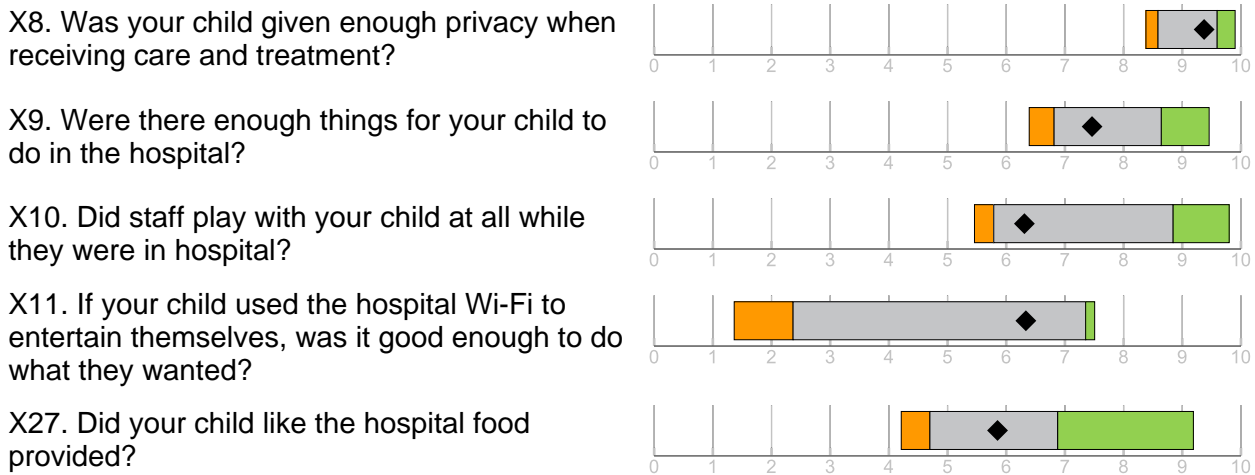 X8. Was your child given enough privacy when
receiving care and treatment?
0 1 2 3 4 5 6 7 8 9 10
X9. Were there enough things for your child to
do in the hospital?
0 1 2 3 4 5 6 7 8 9 10
X10. Did staff play with your child at all while
they were in hospital?
0 1 2 3 4 5 6 7 8 9 10
X11. If your child used the hospital Wi-Fi to
entertain themselves, was it good enough to do
what they wanted?
0 1 2 3 4 5 6 7 8 9 10
X27. Did your child like the hospital food
provided?
0 1 2 3 4 5 6 7 8 9 10